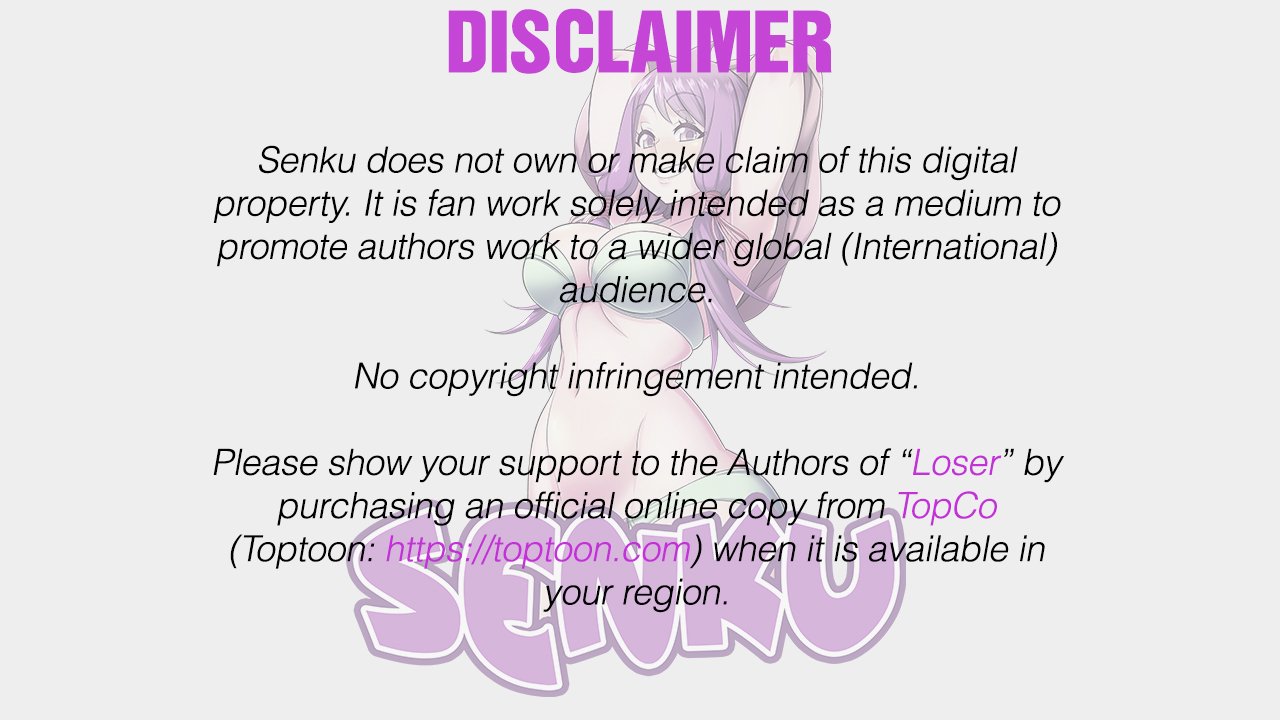 DISCLAIMER
Senku does not own or make claim of this digital
property. It is fan work solely intended as a medium to
promote authors work to a wider global (International)
audience.
No copyright infringement intended.
Please show your support to the Authors of “Loser” by
purchasing an official online copy from TopCo
(Toptoon: https://toptoon.com) when it is available in
your region.
SENKU